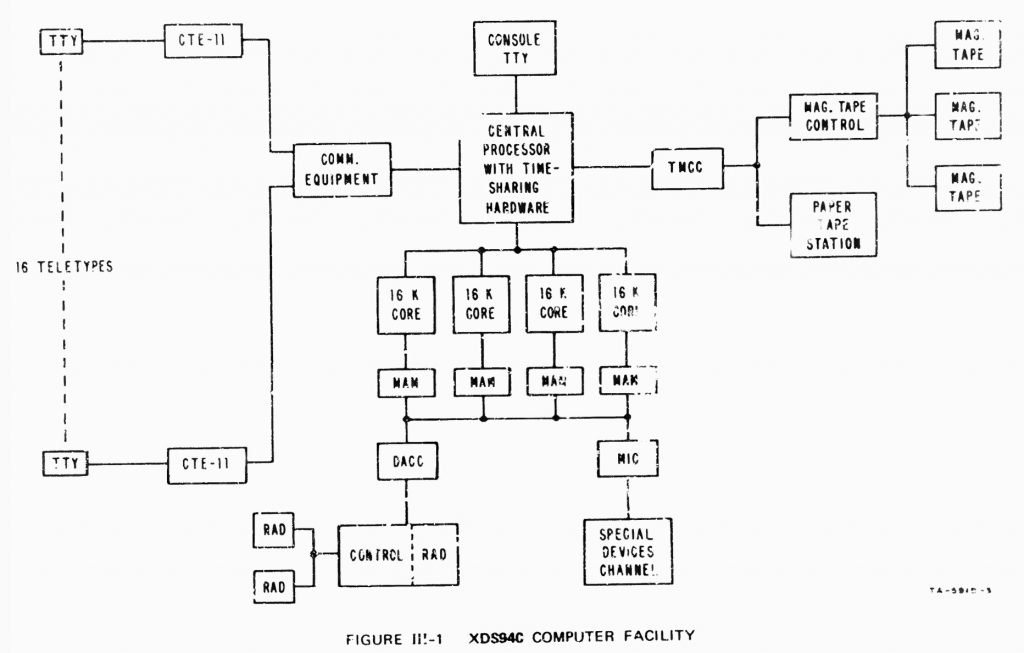 TTY
CTE-11
CONSOLE
TTY
MAG.
TAPE
MAG. TAPE
CONTROL
MAG.
TAPE
CENTRAL
PROCESSOR
WITH TIME-
SHARING
HARDWARE
COMM.
EQUIPMENT
TMCC
MAG.
TAPE
PAPER
TAPE
STATION
16 TELETYPES
16 K
CORE
16 K
CORE
16 K
CORE
16 K
CORE
MAM
MAM
MAM
MAM
TTY
CTE-11
DACC
MIC
RAD
CONTROL
RAD
RAD
SPECIAL
DEVICES
CHANNEL
FIGURE III-1 XDS940 COMPUTER FACILITY